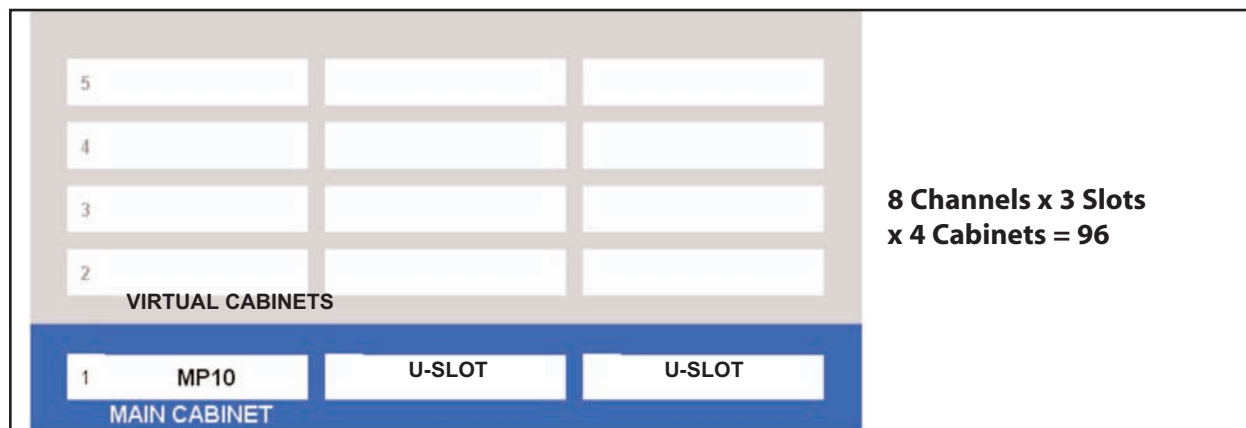 5
4
3
2
VIRTUAL CABINETS
1 MP10 U-SLOT U-SLOT
MAIN CABINET
8 Channels x 3 Slots
x 4 Cabinets = 96